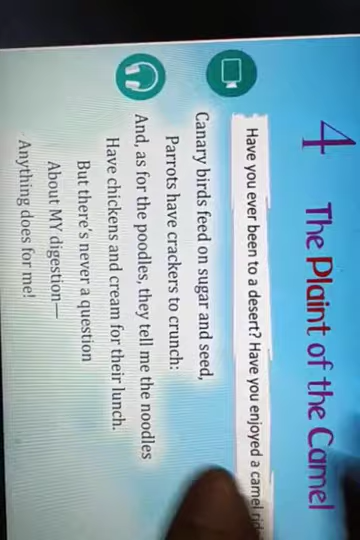 4 The Plaint of the Camel
Have you ever been to a desert? Have you enjoyed a camel
Canary birds feed on sugar and seed,
Parrots have crackers to crunch:
And, as for the poodles, they tell me the noodles
Have chickens and cream for their lunch.
But there's never a question
About MY digestion—
Anything does for me!